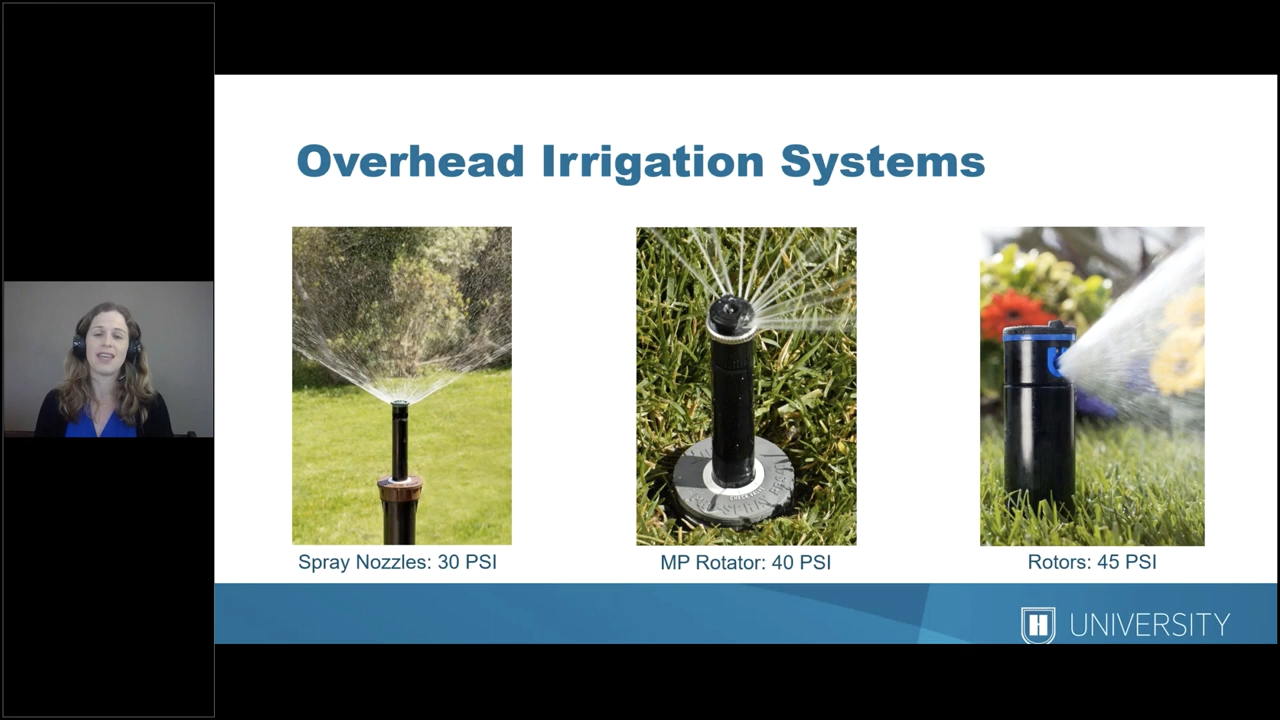 Overhead Irrigation Systems
Spray Nozzles: 30 PSI
MP Rotator: 40 PSI
Rotors: 45 PSI
H UNIVERSITY